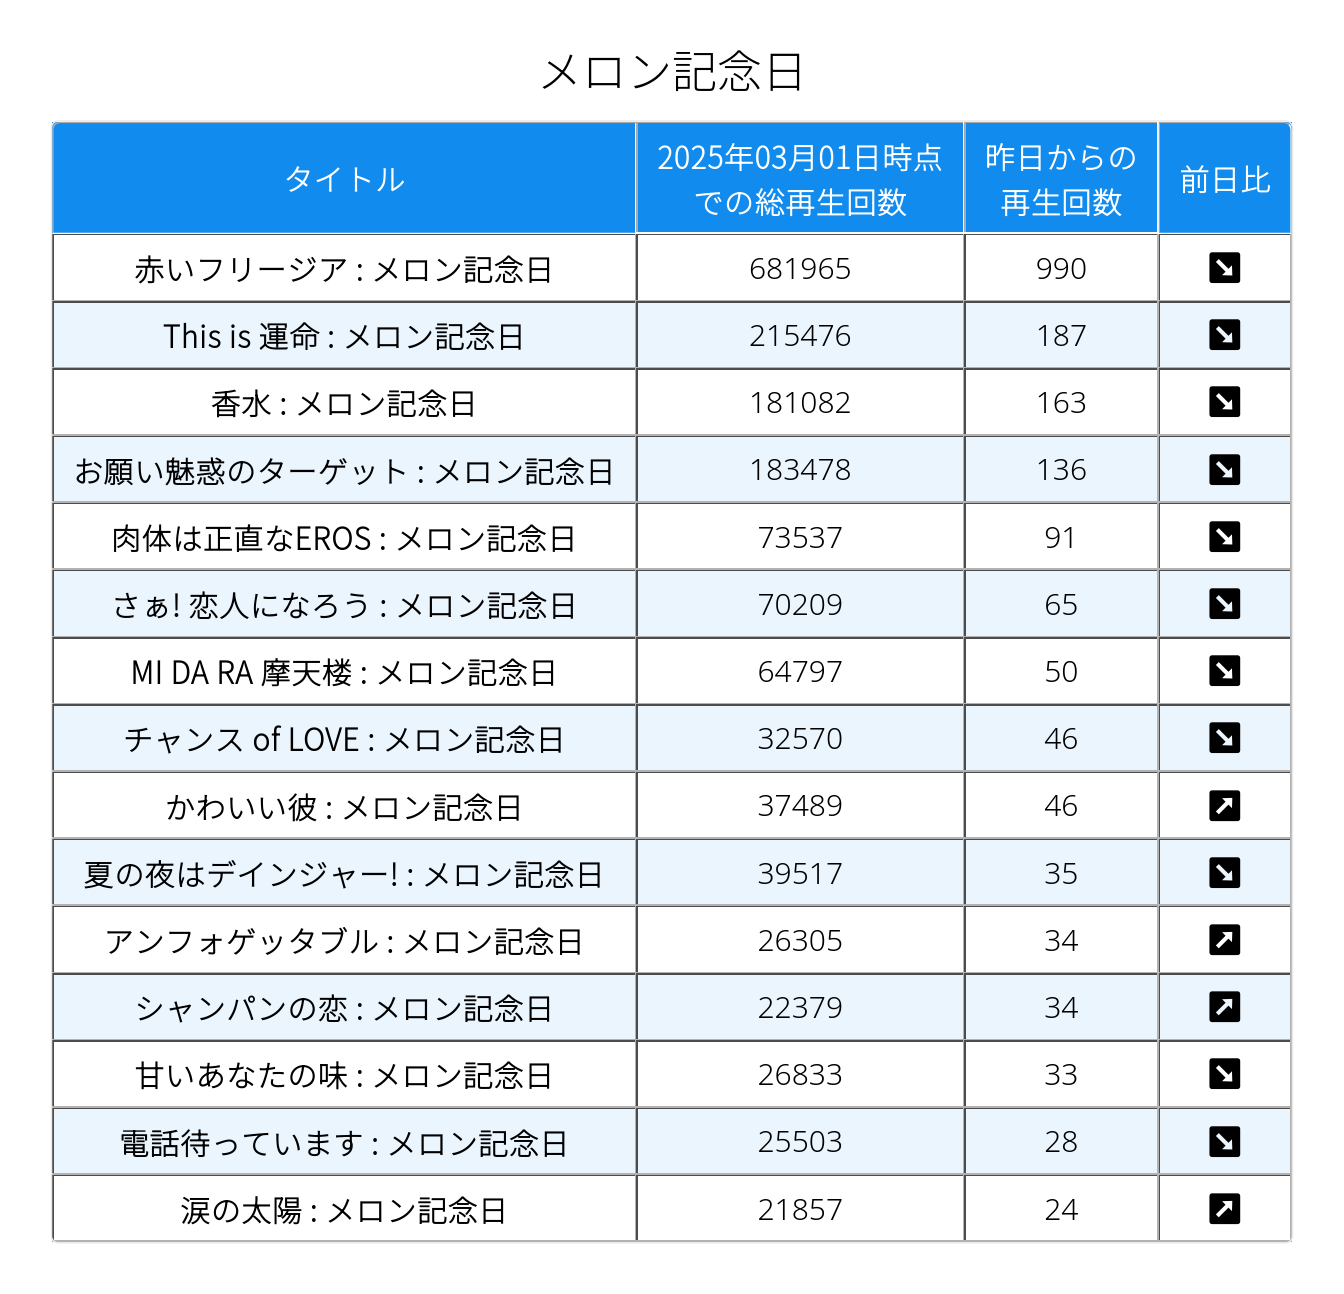 メロン記念日
タイトル
2025年03月01日時点
での総再生回数
昨日からの
再生回数
前日比
赤いフリージア : メロン記念日 681965 990 ↘
This is 運命 : メロン記念日 215476 187 ↘
香水 : メロン記念日 181082 163 ↘
お願い魅惑のターゲット : メロン記念日 183478 136 ↘
肉体は正直なEROS : メロン記念日 73537 91 ↘
さぁ! 恋人になろう : メロン記念日 70209 65 ↘
MI DA RA 摩天楼 : メロン記念日 64797 50 ↘
チャンス of LOVE : メロン記念日 32570 46 ↘
かわいい彼 : メロン記念日 37489 46 ↗
夏の夜はデインジャー! : メロン記念日 39517 35 ↘
アンフォゲッタブル : メロン記念日 26305 34 ↗
シャンパンの恋 : メロン記念日 22379 34 ↗
甘いあなたの味 : メロン記念日 26833 33 ↘
電話待っています : メロン記念日 25503 28 ↘
涙の太陽 : メロン記念日 21857 24 ↗